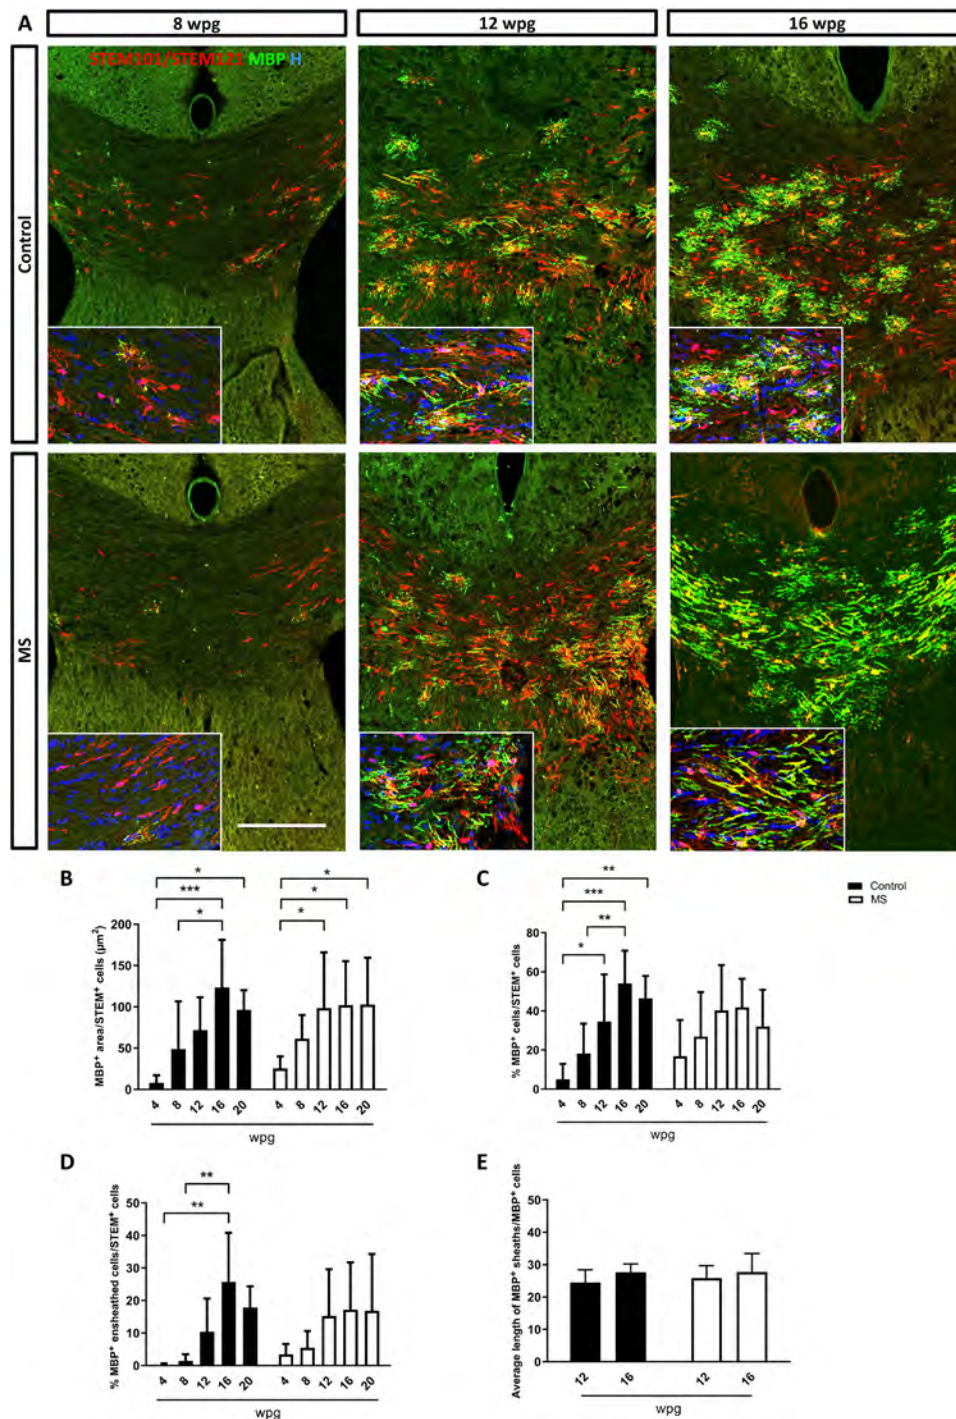 A
8 wpg
12 wpg
16 wpg
Control
STEM101/STEM121 MBP H
MS
B
MBP⁺ area/STEM⁺ cells (µm²)
200
150
100
50
0
* *** * * * *
4 8 12 16 20 4 8 12 16 20
wpg
C
Control
MS
% MBP⁺ cells/STEM⁺ cells
80
60
40
20
0
** *** ** *
4 8 12 16 20 4 8 12 16 20
wpg
D
% MBP⁺ ensheathed cells/STEM⁺ cells
50
40
30
20
10
0
** **
4 8 12 16 20 4 8 12 16 20
wpg
E
Average length of MBP⁺ sheaths/MBP⁺ cells
50
40
30
20
10
0
12 16 12 16
wpg